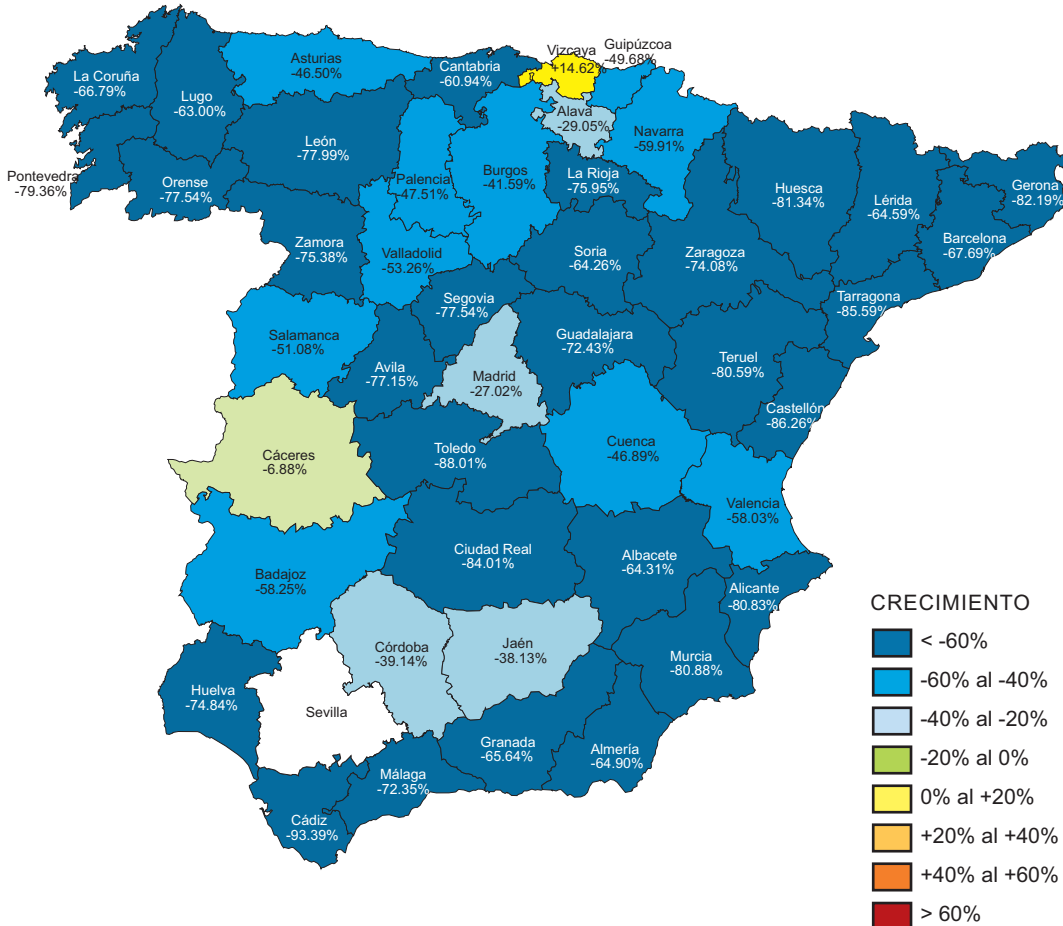 Vizcaya
+14.62%
Guipúzcoa
-49.68%
Asturias
-46.50%
Cantabria
-60.94%
La Coruña
-66.79%
Lugo
-63.00%
Alava
-29.05%
Navarra
-59.91%
León
-77.99%
Palencia
-47.51%
Burgos
-41.59%
La Rioja
-75.95%
Pontevedra
-79.36%
Orense
-77.54%
Huesca
-81.34%
Lérida
-64.59%
Gerona
-82.19%
Barcelona
-67.69%
Zamora
-75.38%
Valladolid
-53.26%
Soria
-64.26%
Zaragoza
-74.08%
Tarragona
-85.59%
Segovia
-77.54%
Salamanca
-51.08%
Guadalajara
-72.43%
Teruel
-80.59%
Avila
-77.15%
Madrid
-27.02%
Castellón
-86.26%
Cáceres
-6.88%
Toledo
-88.01%
Cuenca
-46.89%
Valencia
-58.03%
Ciudad Real
-84.01%
Albacete
-64.31%
Badajoz
-58.25%
Alicante
-80.83%
Córdoba
-39.14%
Jaén
-38.13%
Murcia
-80.88%
Huelva
-74.84%
Sevilla
Granada
-65.64%
Almería
-64.90%
Málaga
-72.35%
Cádiz
-93.39%
CRECIMIENTO
< -60%
-60% al -40%
-40% al -20%
-20% al 0%
0% al +20%
+20% al +40%
+40% al +60%
> 60%